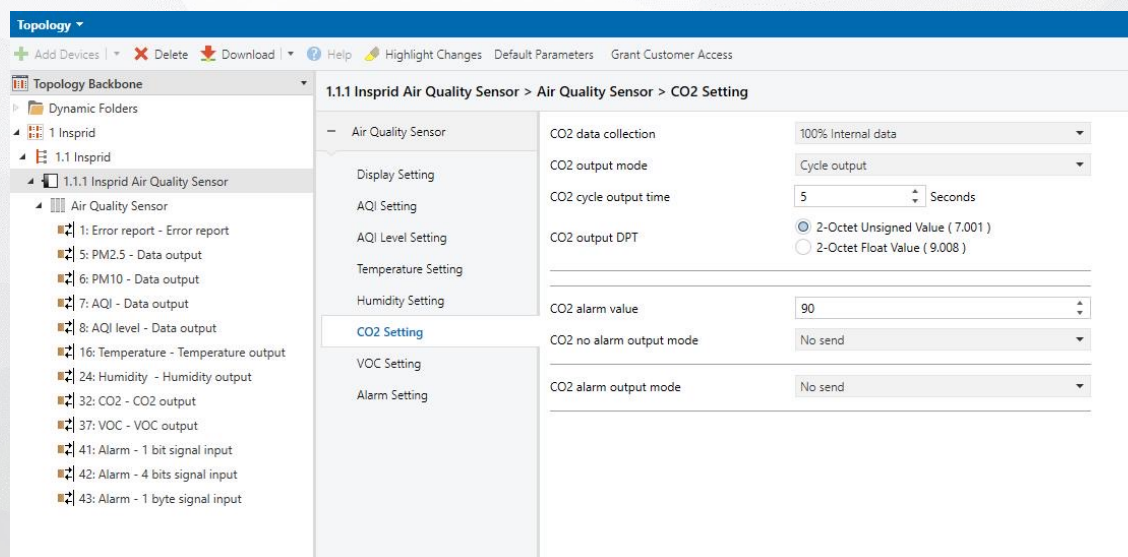 Topology
Add Devices Delete Download Help Highlight Changes Default Parameters Grant Customer Access
Topology Backbone
Dynamic Folders
1 Insprid
1.1 Insprid
1.1.1 Insprid Air Quality Sensor
Air Quality Sensor
1: Error report - Error report
5: PM2.5 - Data output
6: PM10 - Data output
7: AQI - Data output
8: AQI level - Data output
16: Temperature - Temperature output
24: Humidity - Humidity output
32: CO2 - CO2 output
37: VOC - VOC output
41: Alarm - 1 bit signal input
42: Alarm - 4 bits signal input
43: Alarm - 1 byte signal input
1.1.1 Insprid Air Quality Sensor > Air Quality Sensor > CO2 Setting
Air Quality Sensor
Display Setting
AQI Setting
AQI Level Setting
Temperature Setting
Humidity Setting
CO2 Setting
VOC Setting
Alarm Setting
CO2 data collection 100% Internal data
CO2 output mode Cycle output
CO2 cycle output time 5 Seconds
CO2 output DPT 2-Octet Unsigned Value ( 7.001 )
2-Octet Float Value ( 9.008 )
CO2 alarm value 90
CO2 no alarm output mode No send
CO2 alarm output mode No send